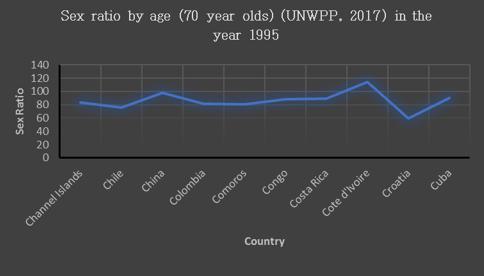 Sex ratio by age (70 year olds) (UNWPP, 2017) in the
year 1995
140
120
100
80
60
40
20
0
Sex Ratio
Channel Islands
Chile
China
Colombia
Comoros
Congo
Costa Rica
Cote d'Ivoire
Croatia
Cuba
Country